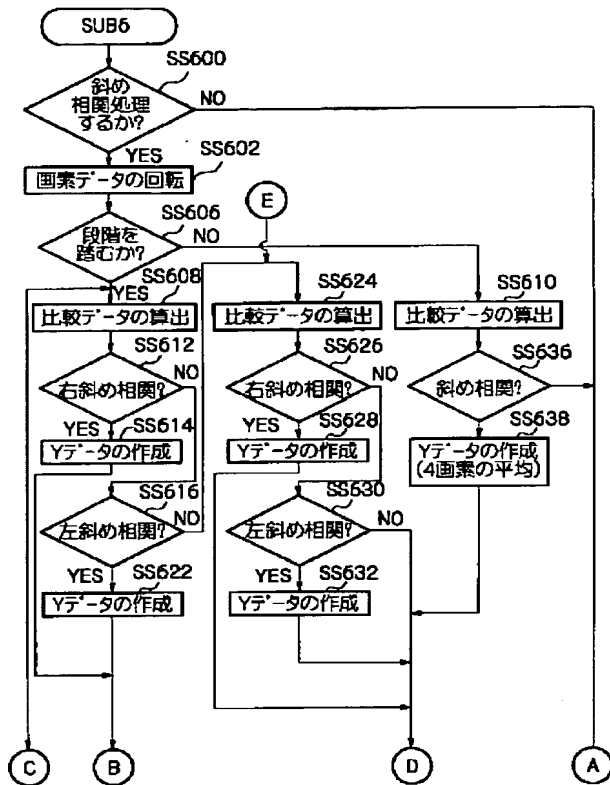 SUB6
SS600
斜め
相関処理
するか?
NO
YES
SS602
画素データの回転
SS606
段階を
踏むか?
NO
E
YES
SS608
比較データの算出
SS624
比較データの算出
SS610
比較データの算出
SS612
右斜め相関?
NO
SS626
右斜め相関?
NO
SS636
斜め相関?
YES
SS614
Yデータの作成
YES
SS628
Yデータの作成
SS638
Yデータの作成
(4画素の平均)
SS616
左斜め相関?
NO
SS630
左斜め相関?
NO
YES
SS622
Yデータの作成
YES
SS632
Yデータの作成
C
B
D
A